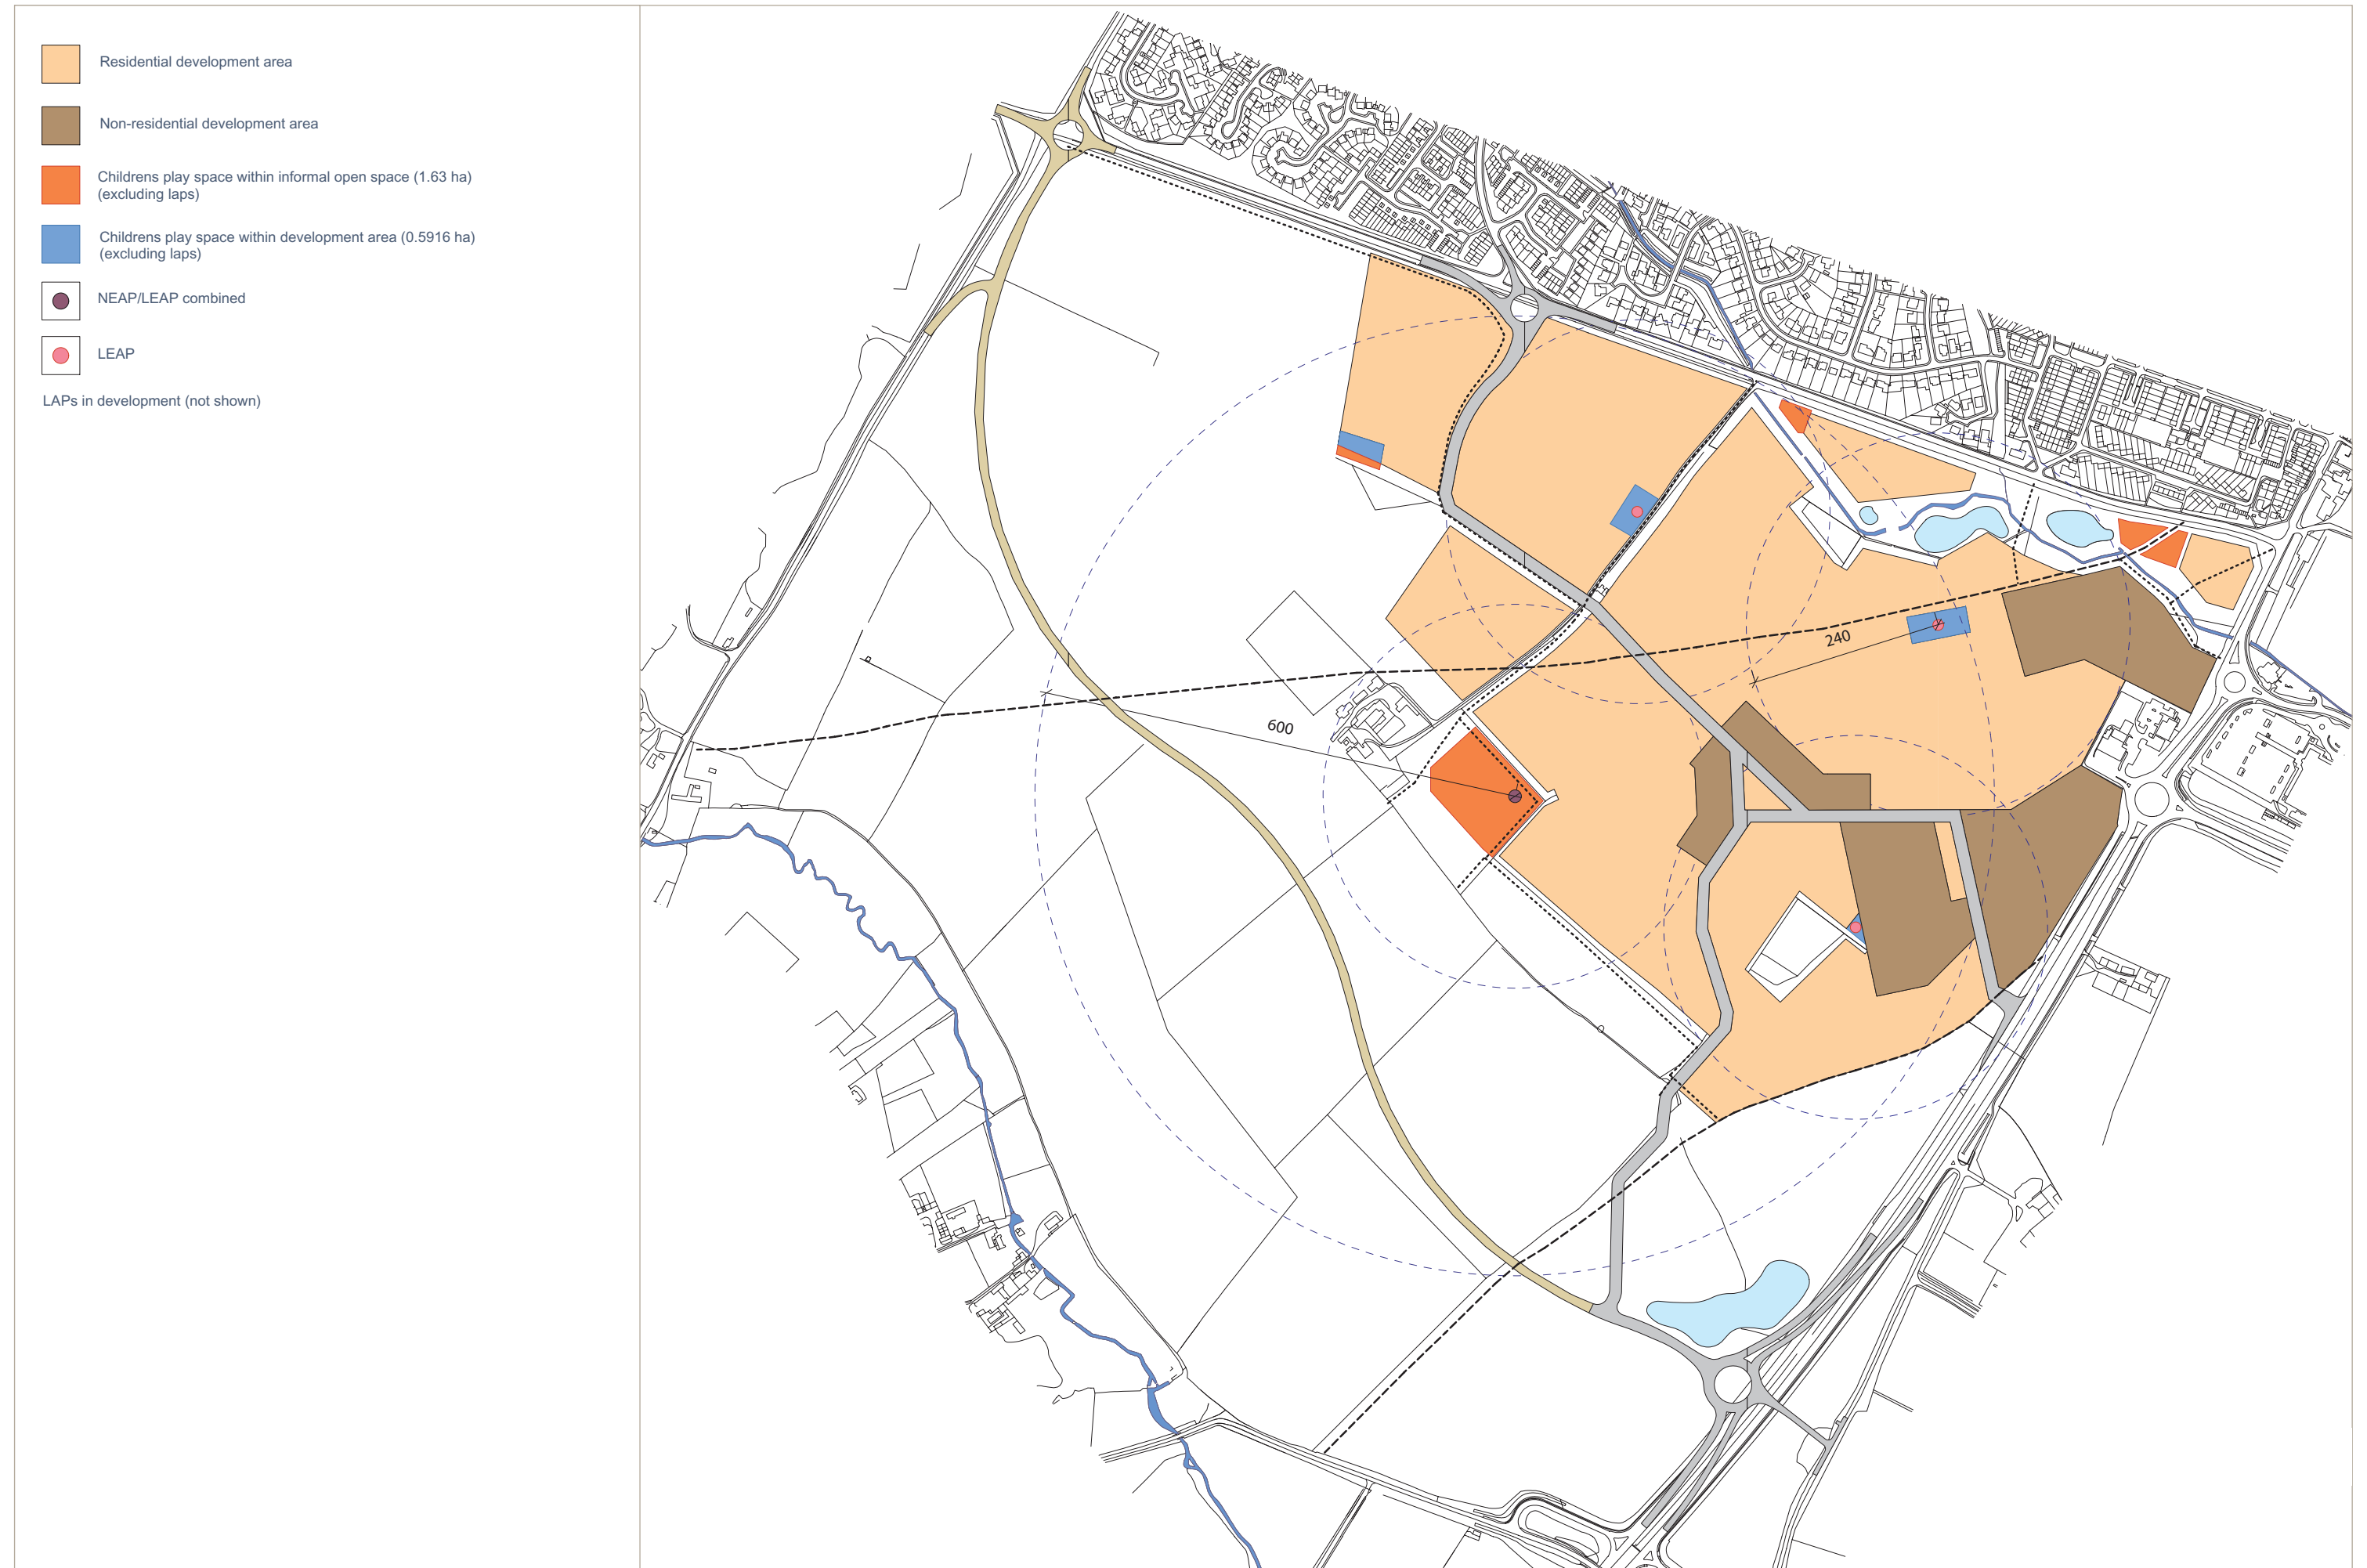 Residential development area
Non-residential development area
Childrens play space within informal open space (1.63 ha)
(excluding laps)
Childrens play space within development area (0.5916 ha)
(excluding laps)
NEAP/LEAP combined
LEAP
LAPs in development (not shown)
240
600